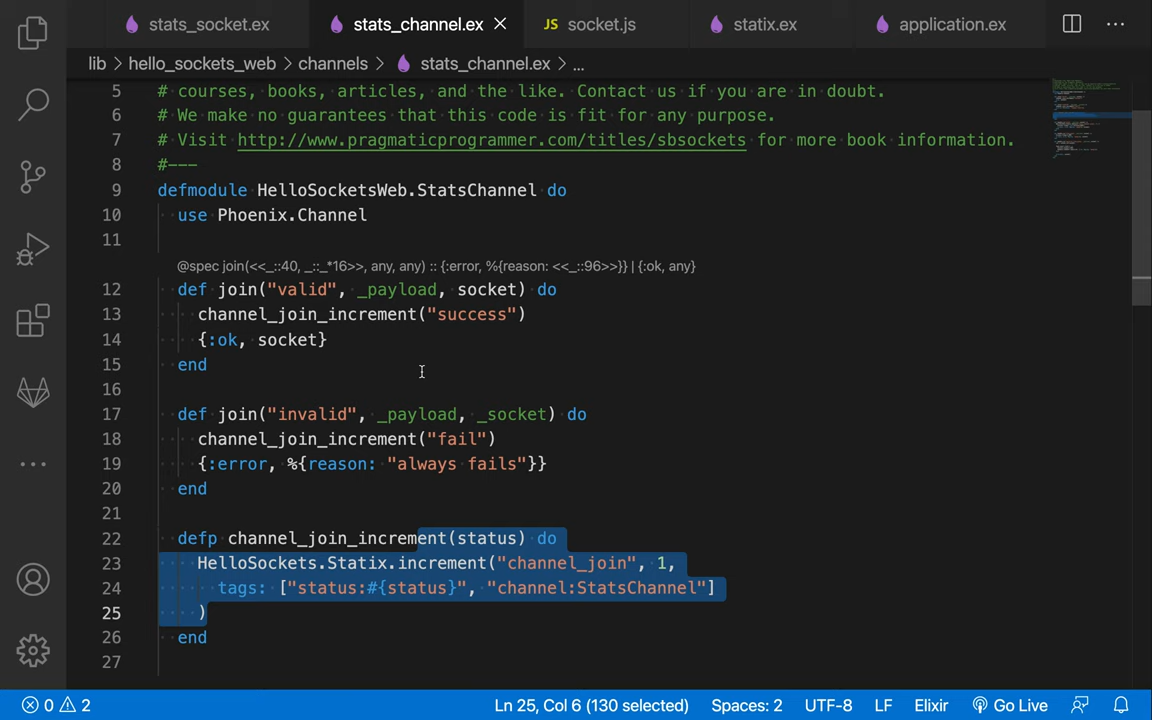 stats_socket.ex stats_channel.ex JS socket.js statix.ex application.ex
lib > hello_sockets_web > channels > stats_channel.ex > ...
5 # courses, books, articles, and the like. Contact us if you are in doubt.
6 # We make no guarantees that this code is fit for any purpose.
7 # Visit http://www.pragmaticprogrammer.com/titles/sbsockets for more book information.
8 #---
9 defmodule HelloSocketsWeb.StatsChannel do
10 use Phoenix.Channel
11
@spec join(<<_::40, _::_*16>>, any, any) :: {:error, %{reason: <<_::96>>}} | {:ok, any}
12 def join("valid", _payload, socket) do
13 channel_join_increment("success")
14 {:ok, socket}
15 end
16
17 def join("invalid", _payload, _socket) do
18 channel_join_increment("fail")
19 {:error, %{reason: "always fails"}}
20 end
21
22 defp channel_join_increment(status) do
23 HelloSockets.Statix.increment("channel_join", 1,
24 tags: ["status:#{status}", "channel:StatsChannel"]
25 )
26 end
27
0 2 Ln 25, Col 6 (130 selected) Spaces: 2 UTF-8 LF Elixir Go Live